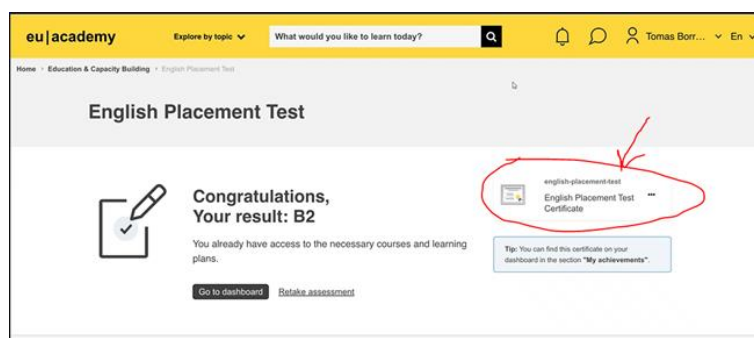 eu|academy
Explore by topic
What would you like to learn today?
Tomas Borr...
En
Home
Education & Capacity Building
English Placement Test
English Placement Test
Congratulations,
Your result: B2
You already have access to the necessary courses and learning
plans.
Go to dashboard
Retake assessment
english-placement-test
English Placement Test
Certificate
Tip: You can find this certificate on your
dashboard in the section "My achievements".